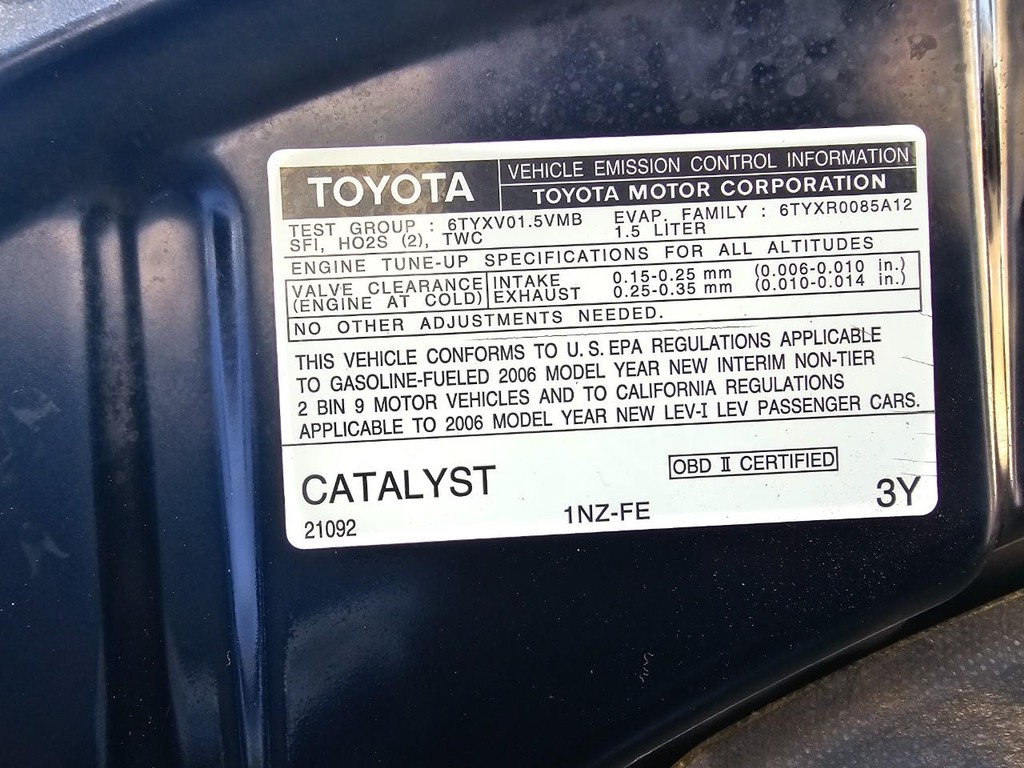 TOYOTA
VEHICLE EMISSION CONTROL INFORMATION
TOYOTA MOTOR CORPORATION
TEST GROUP : 6TYXV01.5VMB EVAP. FAMILY : 6TYXR0085A12
SFI, HO2S (2), TWC 1.5 LITER
ENGINE TUNE-UP SPECIFICATIONS FOR ALL ALTITUDES
VALVE CLEARANCE INTAKE 0.15-0.25 mm (0.006-0.010 in.)
(ENGINE AT COLD) EXHAUST 0.25-0.35 mm (0.010-0.014 in.)
NO OTHER ADJUSTMENTS NEEDED.
THIS VEHICLE CONFORMS TO U.S. EPA REGULATIONS APPLICABLE
TO GASOLINE-FUELED 2006 MODEL YEAR NEW INTERIM NON-TIER
2 BIN 9 MOTOR VEHICLES AND TO CALIFORNIA REGULATIONS
APPLICABLE TO 2006 MODEL YEAR NEW LEV-I LEV PASSENGER CARS.
CATALYST
OBD II CERTIFIED
21092
1NZ-FE
3Y